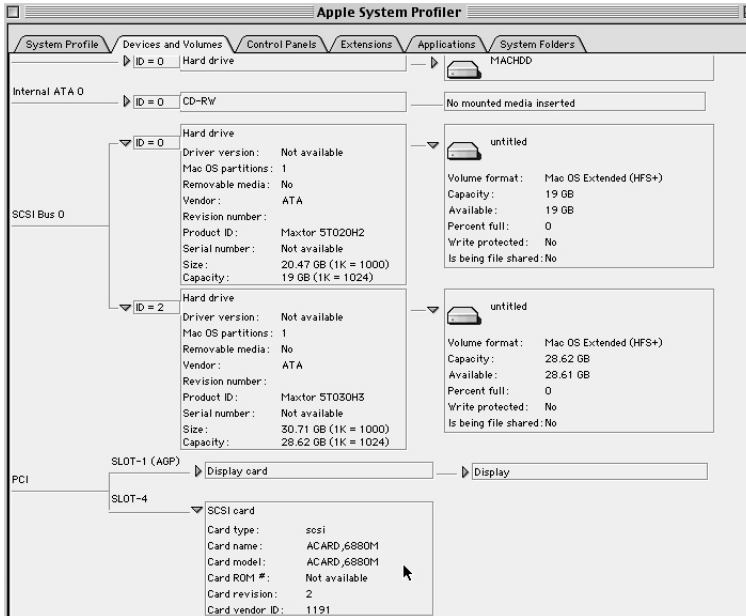 Apple System Profiler
System Profile
Devices and Volumes
Control Panels
Extensions
Applications
System Folders
ID = 0
Hard drive
MACHDD
Internal ATA 0
ID = 0
CD-RW
No mounted media inserted
SCSI Bus 0
ID = 0
Hard drive
Driver version: Not available
Mac OS partitions: 1
Removable media: No
Vendor: ATA
Revision number:
Product ID: Maxtor 5T020H2
Serial number: Not available
Size: 20.47 GB (1K = 1000)
Capacity: 19 GB (1K = 1024)
untitled
Volume format: Mac OS Extended (HFS+)
Capacity: 19 GB
Available: 19 GB
Percent full: 0
Write protected: No
Is being file shared: No
ID = 2
Hard drive
Driver version: Not available
Mac OS partitions: 1
Removable media: No
Vendor: ATA
Revision number:
Product ID: Maxtor 5T030H3
Serial number: Not available
Size: 30.71 GB (1K = 1000)
Capacity: 28.62 GB (1K = 1024)
untitled
Volume format: Mac OS Extended (HFS+)
Capacity: 28.62 GB
Available: 28.61 GB
Percent full: 0
Write protected: No
Is being file shared: No
PCI
SLOT-1 (AGP)
Display card
Display
SLOT-4
SCSI card
Card type: scsi
Card name: ACARD,6880M
Card model: ACARD,6880M
Card ROM #: Not available
Card revision: 2
Card vendor ID: 1191